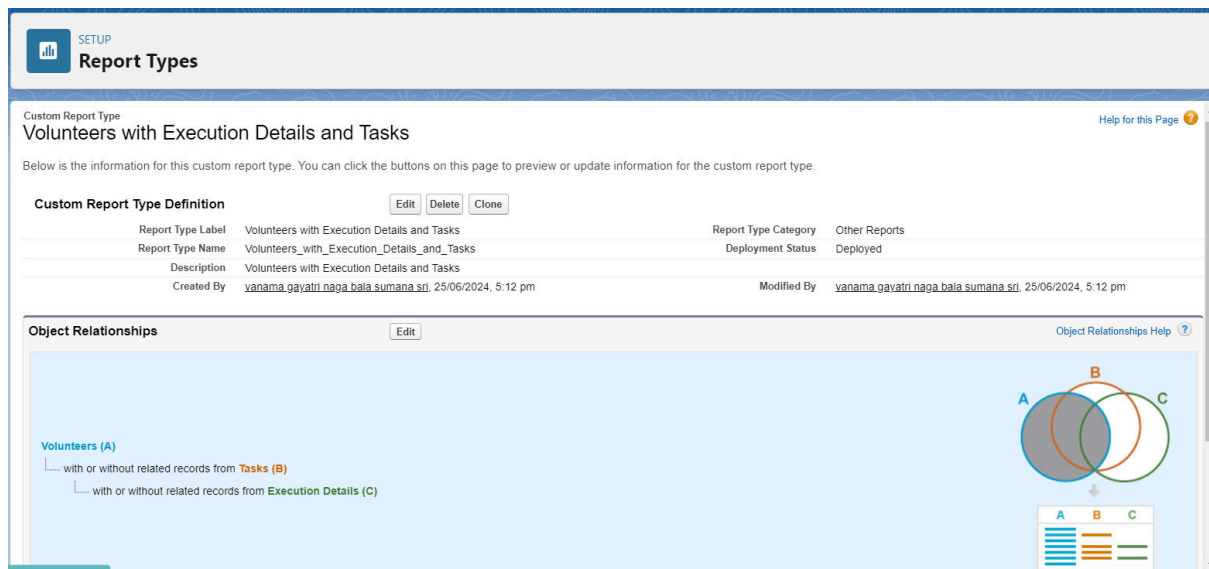 SETUP
Report Types
Custom Report Type
Volunteers with Execution Details and Tasks
Help for this Page ?
Below is the information for this custom report type. You can click the buttons on this page to preview or update information for the custom report type.
Custom Report Type Definition Edit Delete Clone
Report Type Label Volunteers with Execution Details and Tasks Report Type Category Other Reports
Report Type Name Volunteers_with_Execution_Details_and_Tasks Deployment Status Deployed
Description Volunteers with Execution Details and Tasks
Created By vanama gayatri naga bala sumana sri, 25/06/2024, 5:12 pm Modified By vanama gayatri naga bala sumana sri, 25/06/2024, 5:12 pm
Object Relationships Edit Object Relationships Help ?
B
A C
Volunteers (A)
with or without related records from Tasks (B)
with or without related records from Execution Details (C)
A B C